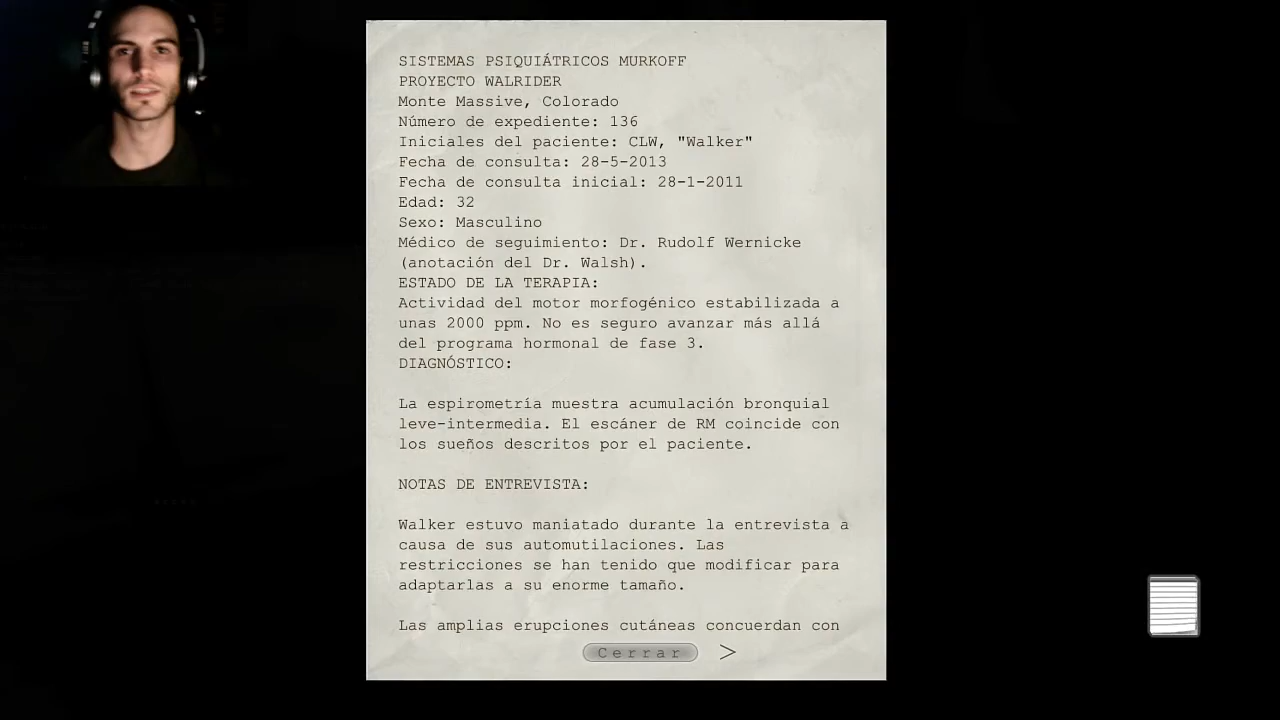 SISTEMAS PSIQUIÁTRICOS MURKOFF
PROYECTO WALRIDER
Monte Massive, Colorado
Número de expediente: 136
Iniciales del paciente: CLW, "Walker"
Fecha de consulta: 28-5-2013
Fecha de consulta inicial: 28-1-2011
Edad: 32
Sexo: Masculino
Médico de seguimiento: Dr. Rudolf Wernicke
(anotación del Dr. Walsh).
ESTADO DE LA TERAPIA:
Actividad del motor morfogénico estabilizada a
unas 2000 ppm. No es seguro avanzar más allá
del programa hormonal de fase 3.
DIAGNÓSTICO:
La espirometría muestra acumulación bronquial
leve-intermedia. El escáner de RM coincide con
los sueños descritos por el paciente.
NOTAS DE ENTREVISTA:
Walker estuvo maniatado durante la entrevista a
causa de sus automutilaciones. Las
restricciones se han tenido que modificar para
adaptarlas a su enorme tamaño.
Las amplias erupciones cutáneas concuerdan con
Cerrar >